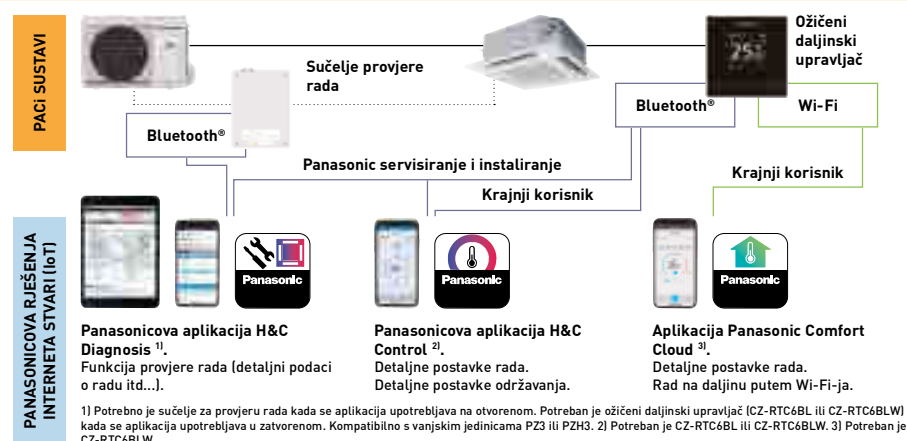 PACi SUSTAVI
Sučelje provjere
rada
Ožičeni
daljinski
upravljač
Bluetooth®
Bluetooth®
Wi-Fi
Panasonic servisiranje i instaliranje
Krajnji korisnik
Krajnji korisnik
PANASONICOVA RJEŠENJA
INTERNETA STVARI (IoT)
Panasonic
Panasonic
Panasonic
Panasonicova aplikacija H&C
Diagnosis 1).
Funkcija provjere rada (detaljni podaci
o radu itd...).
Panasonicova aplikacija H&C
Control 2).
Detaljne postavke rada.
Detaljne postavke održavanja.
Aplikacija Panasonic Comfort
Cloud 3).
Detaljne postavke rada.
Rad na daljinu putem Wi-Fi-ja.
1) Potrebno je sučelje za provjeru rada kada se aplikacija upotrebljava na otvorenom. Potreban je ožičeni daljinski upravljač (CZ-RTC6BL ili CZ-RTC6BLW)
kada se aplikacija upotrebljava u zatvorenom. Kompatibilno s vanjskim jedinicama PZ3 ili PZH3. 2) Potreban je CZ-RTC6BL ili CZ-RTC6BLW. 3) Potreban je
CZ-RTC6BLW